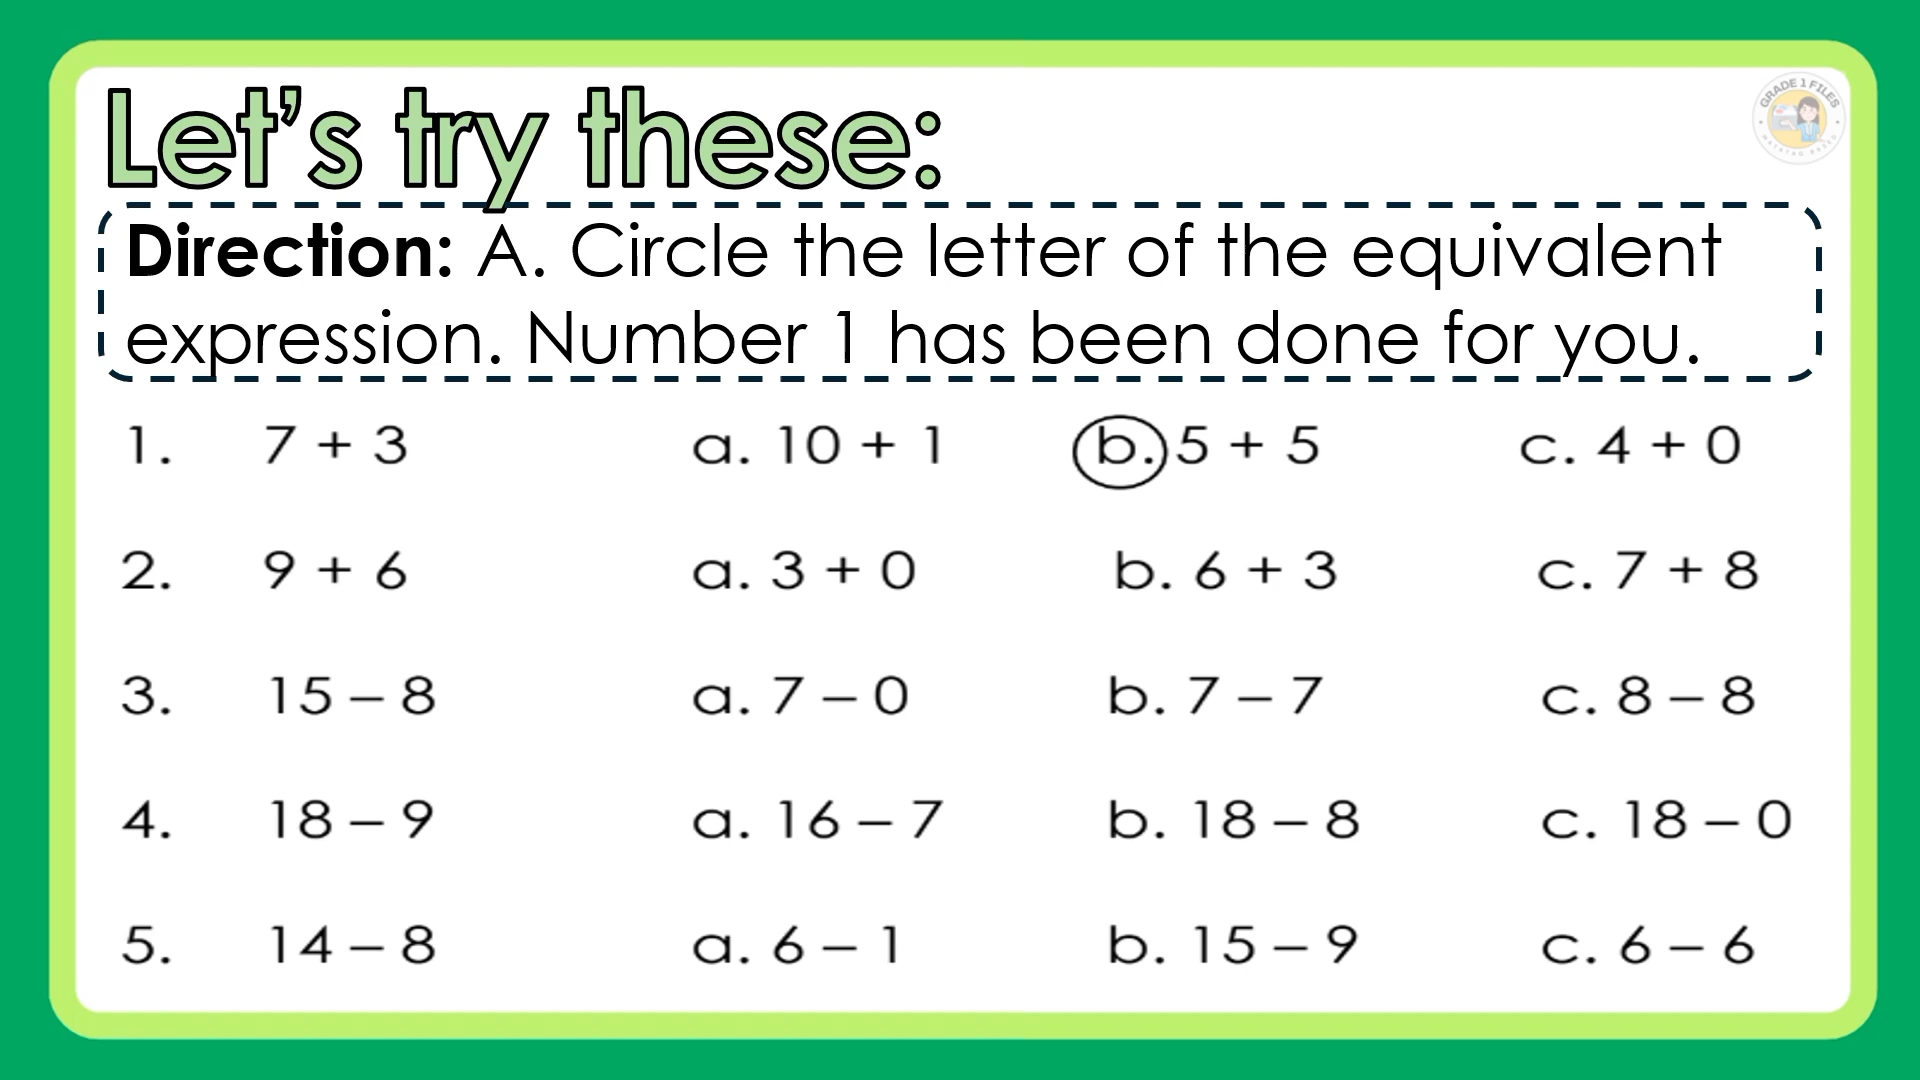 GRADE 1 FILES
Let's try these:
Direction: A. Circle the letter of the equivalent
expression. Number 1 has been done for you.
1. 7 + 3 a. 10 + 1 b. 5 + 5 c. 4 + 0
2. 9 + 6 a. 3 + 0 b. 6 + 3 c. 7 + 8
3. 15 – 8 a. 7 – 0 b. 7 – 7 c. 8 – 8
4. 18 – 9 a. 16 – 7 b. 18 – 8 c. 18 – 0
5. 14 – 8 a. 6 – 1 b. 15 – 9 c. 6 – 6